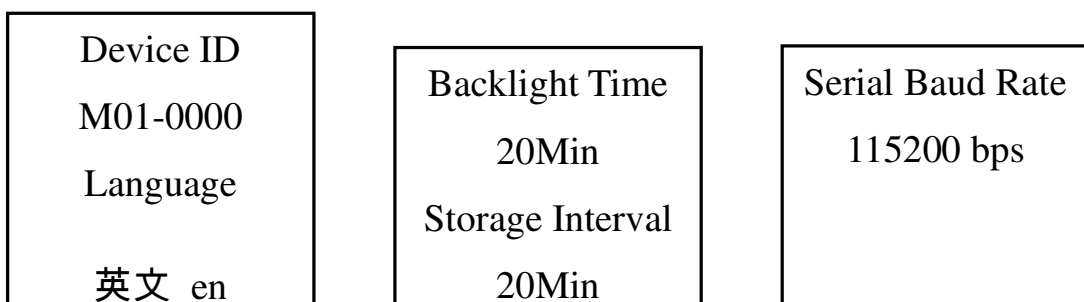 Device ID
M01-0000
Language
英文 en
Backlight Time
20Min
Storage Interval
20Min
Serial Baud Rate
115200 bps